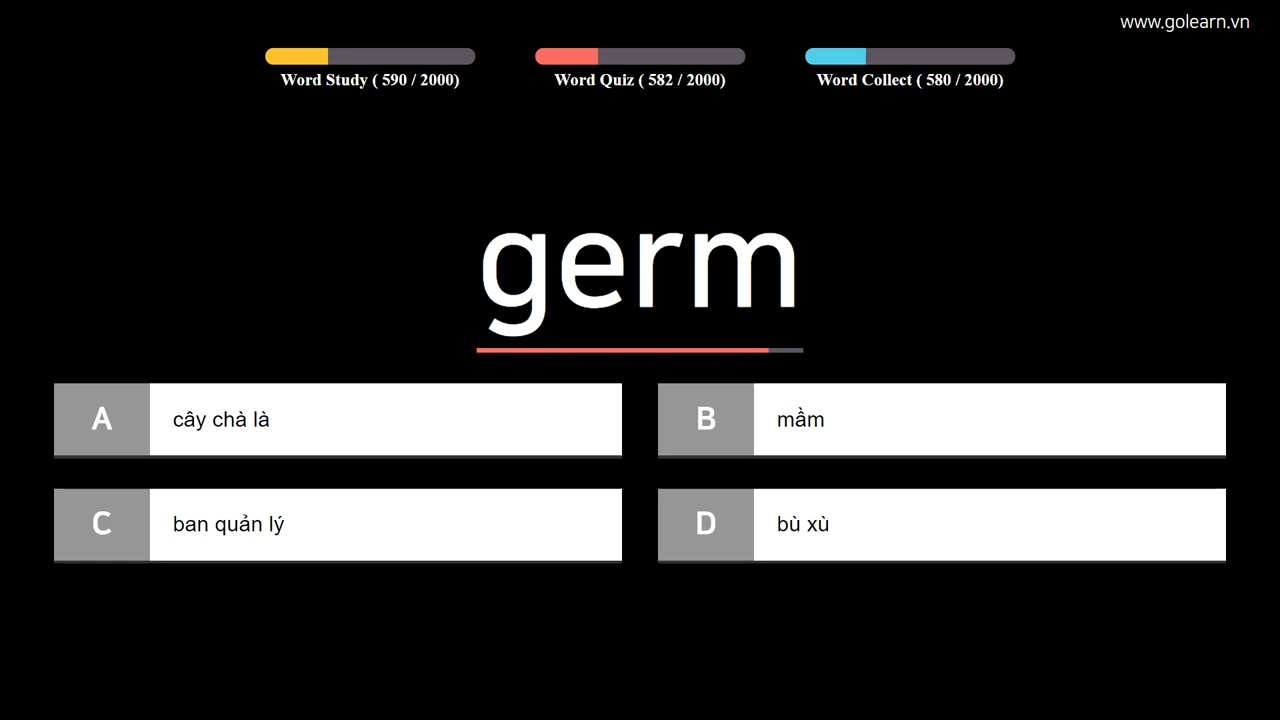 www.golearn.vn
Word Study ( 590 / 2000)
Word Quiz ( 582 / 2000)
Word Collect ( 580 / 2000)
germ
A
cây chà là
B
mầm
C
ban quản lý
D
bù xù